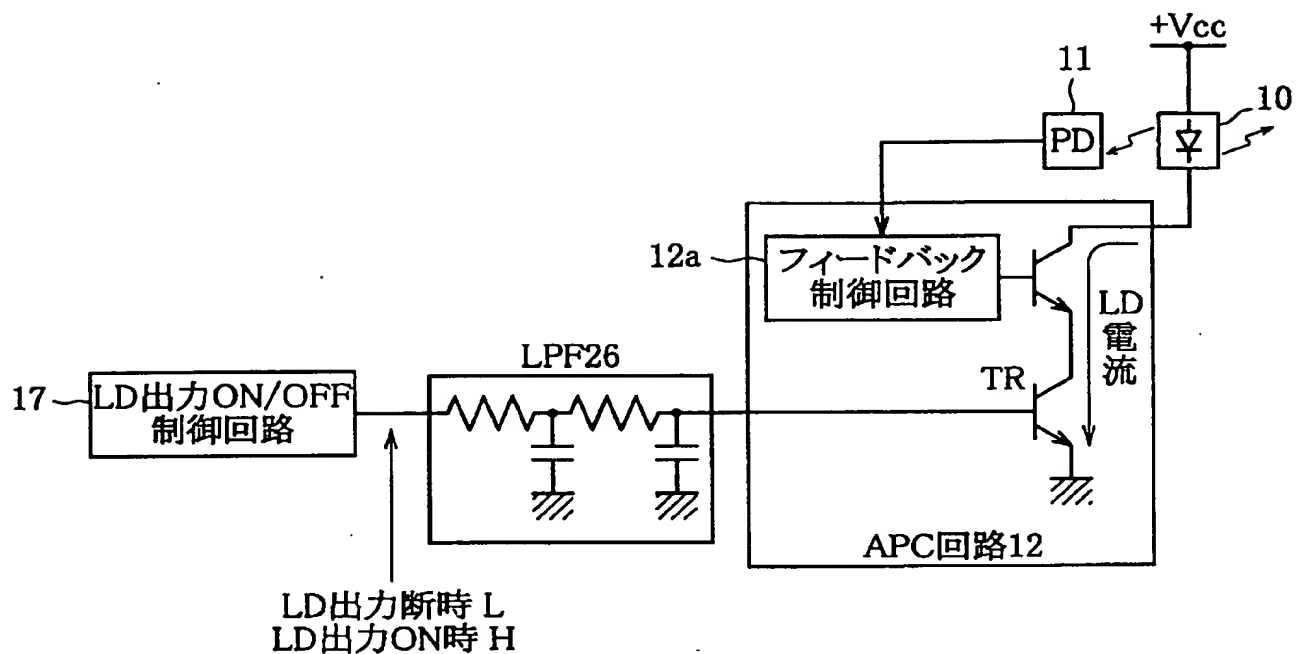 +Vcc
11
10
PD
12a
フィードバック
制御回路
LD
電
流
LPF26
TR
17
LD出力ON/OFF
制御回路
APC回路12
LD出力断時 L
LD出力ON時 H